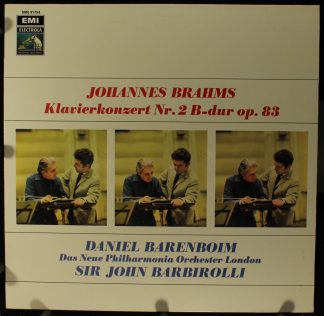 EMI
ELECTROLA
JOHANNES BRAHMS
Klavierkonzert Nr. 2 B-dur op. 83
DANIEL BARENBOIM
Das Neue Philharmonia Orchester London
SIR JOHN BARBIROLLI